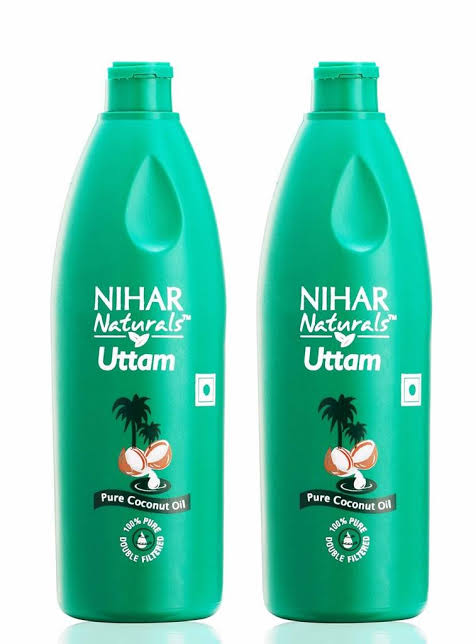 NIHAR
Naturals™
Uttam
Pure Coconut Oil
100% PURE
DOUBLE FILTERED
NIHAR
Naturals™
Uttam
Pure Coconut Oil
100% PURE
DOUBLE FILTERED